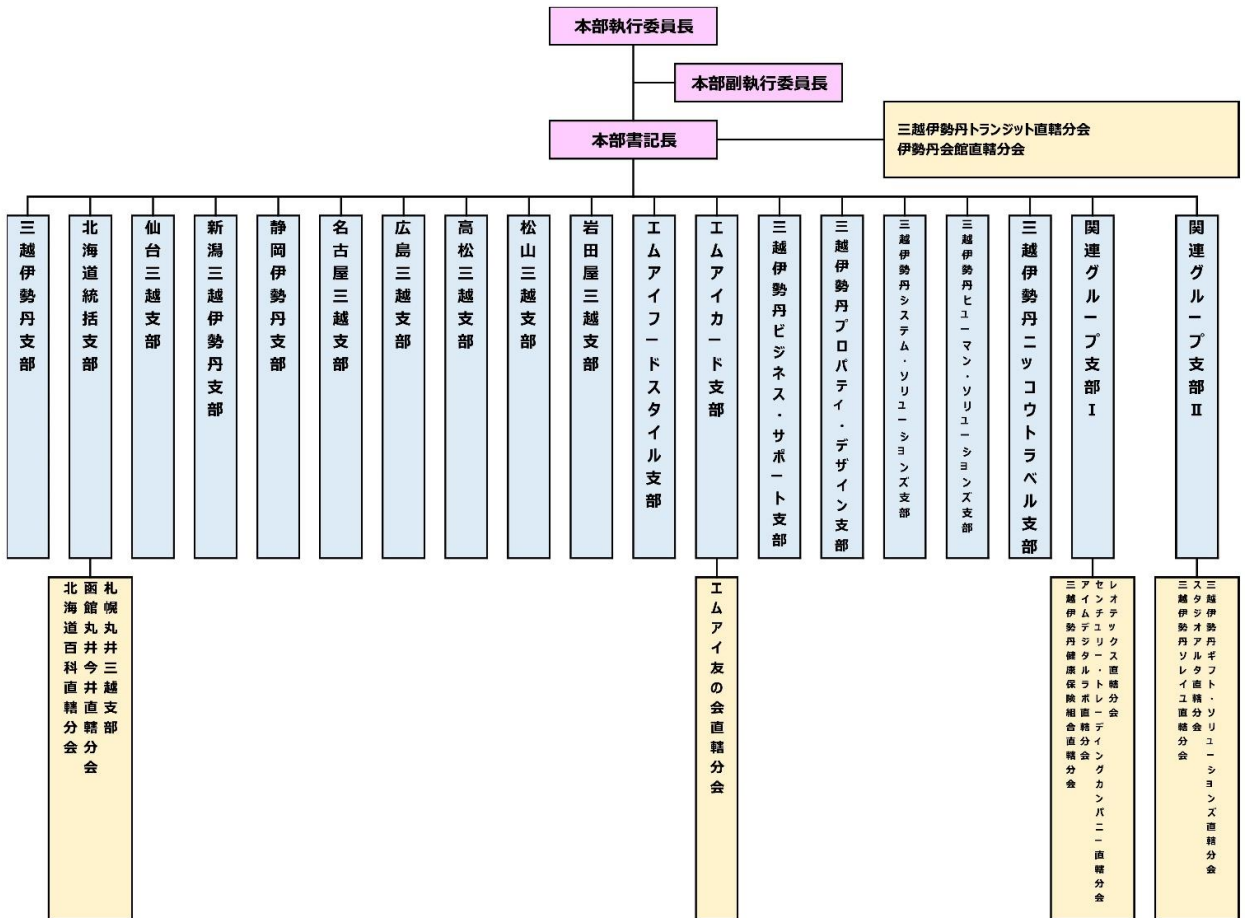 本部執行委員長
本部副執行委員長
本部書記長
三越伊勢丹トランジット直轄分会
伊勢丹会館直轄分会
三越伊勢丹支部
北海道統括支部
仙台三越支部
新潟三越伊勢丹支部
静岡伊勢丹支部
名古屋三越支部
広島三越支部
高松三越支部
松山三越支部
岩田屋三越支部
エムアイフードスタイル支部
エムアイカード支部
三越伊勢丹ビジネス・サポート支部
三越伊勢丹プロパティ・デザイン支部
三越伊勢丹システム・ソリューションズ支部
三越伊勢丹ヒューマン・ソリューションズ支部
三越伊勢丹ニッコウトラベル支部
関連グループ支部Ⅰ
関連グループ支部Ⅱ
札幌丸井三越支部
函館丸井今井直轄分会
北海道百科直轄分会
エムアイ友の会直轄分会
レオテックス直轄分会
センチュリー・トレーディングカンパニー直轄分会
アイムデジタルラボ直轄分会
三越伊勢丹健康保険組合直轄分会
三越伊勢丹ギフト・ソリューションズ直轄分会
スタジオアルタ直轄分会
三越伊勢丹ソレイユ直轄分会